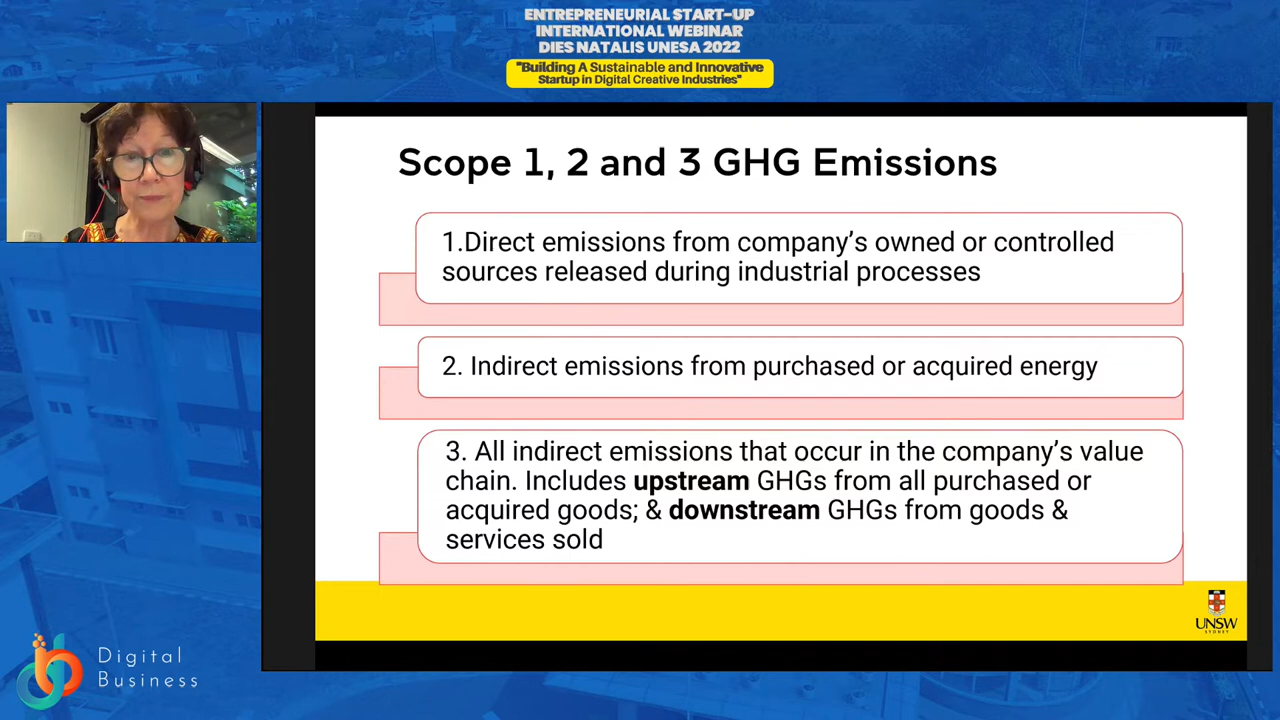 ENTREPRENEURIAL START-UP
INTERNATIONAL WEBINAR
DIES NATALIS UNESA 2022
"Building A Sustainable and Innovative
Startup in Digital Creative Industries"
Scope 1, 2 and 3 GHG Emissions
1.Direct emissions from company's owned or controlled
sources released during industrial processes
2. Indirect emissions from purchased or acquired energy
3. All indirect emissions that occur in the company's value
chain. Includes upstream GHGs from all purchased or
acquired goods; & downstream GHGs from goods &
services sold
UNSW
SYDNEY
Digital
Business